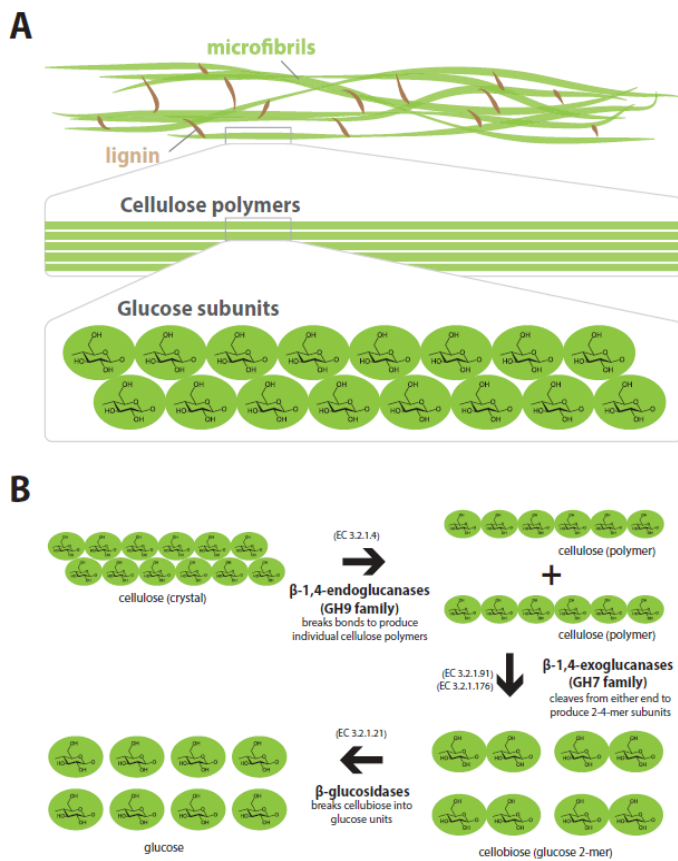 A
microfibrils
lignin
Cellulose polymers
Glucose subunits
B
(EC 3.2.1.4)
β-1,4-endoglucanases
(GH9 family)
breaks bonds to produce
individual cellulose polymers
cellulose (crystal)
cellulose (polymer)
+
cellulose (polymer)
(EC 3.2.1.91)
(EC 3.2.1.176)
β-1,4-exoglucanases
(GH7 family)
cleaves from either end to
produce 2-4-mer subunits
(EC 3.2.1.21)
β-glucosidases
breaks cellubiose into
glucose units
glucose
cellobiose (glucose 2-mer)